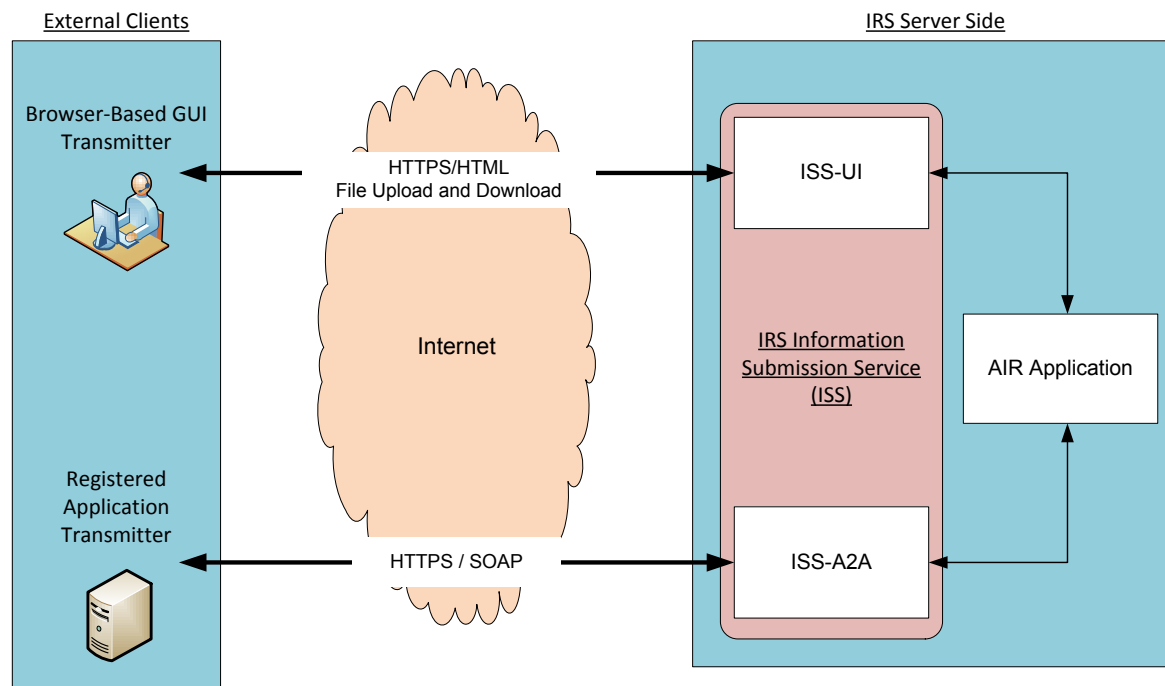 External Clients
IRS Server Side
Browser-Based GUI
Transmitter
HTTPS/HTML
File Upload and Download
ISS-UI
Internet
IRS Information
Submission Service
(ISS)
AIR Application
Registered
Application
Transmitter
HTTPS / SOAP
ISS-A2A